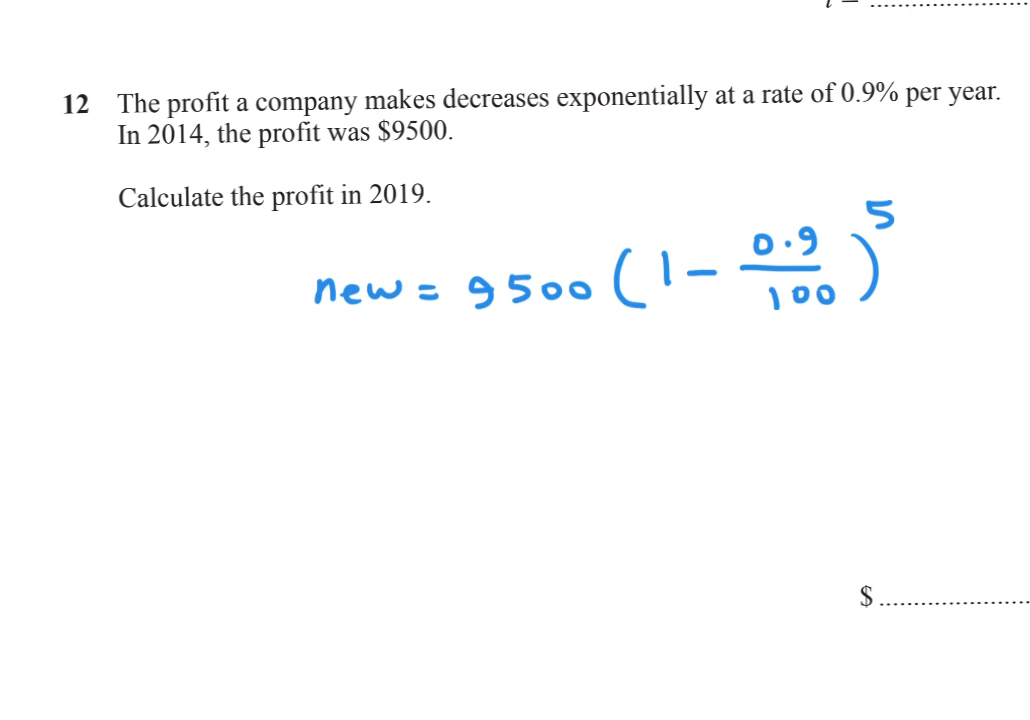 12 The profit a company makes decreases exponentially at a rate of 0.9% per year.
In 2014, the profit was $9500.
Calculate the profit in 2019.
new = 9500 ( 1 - 0.9/100 )^5
$ ..........................